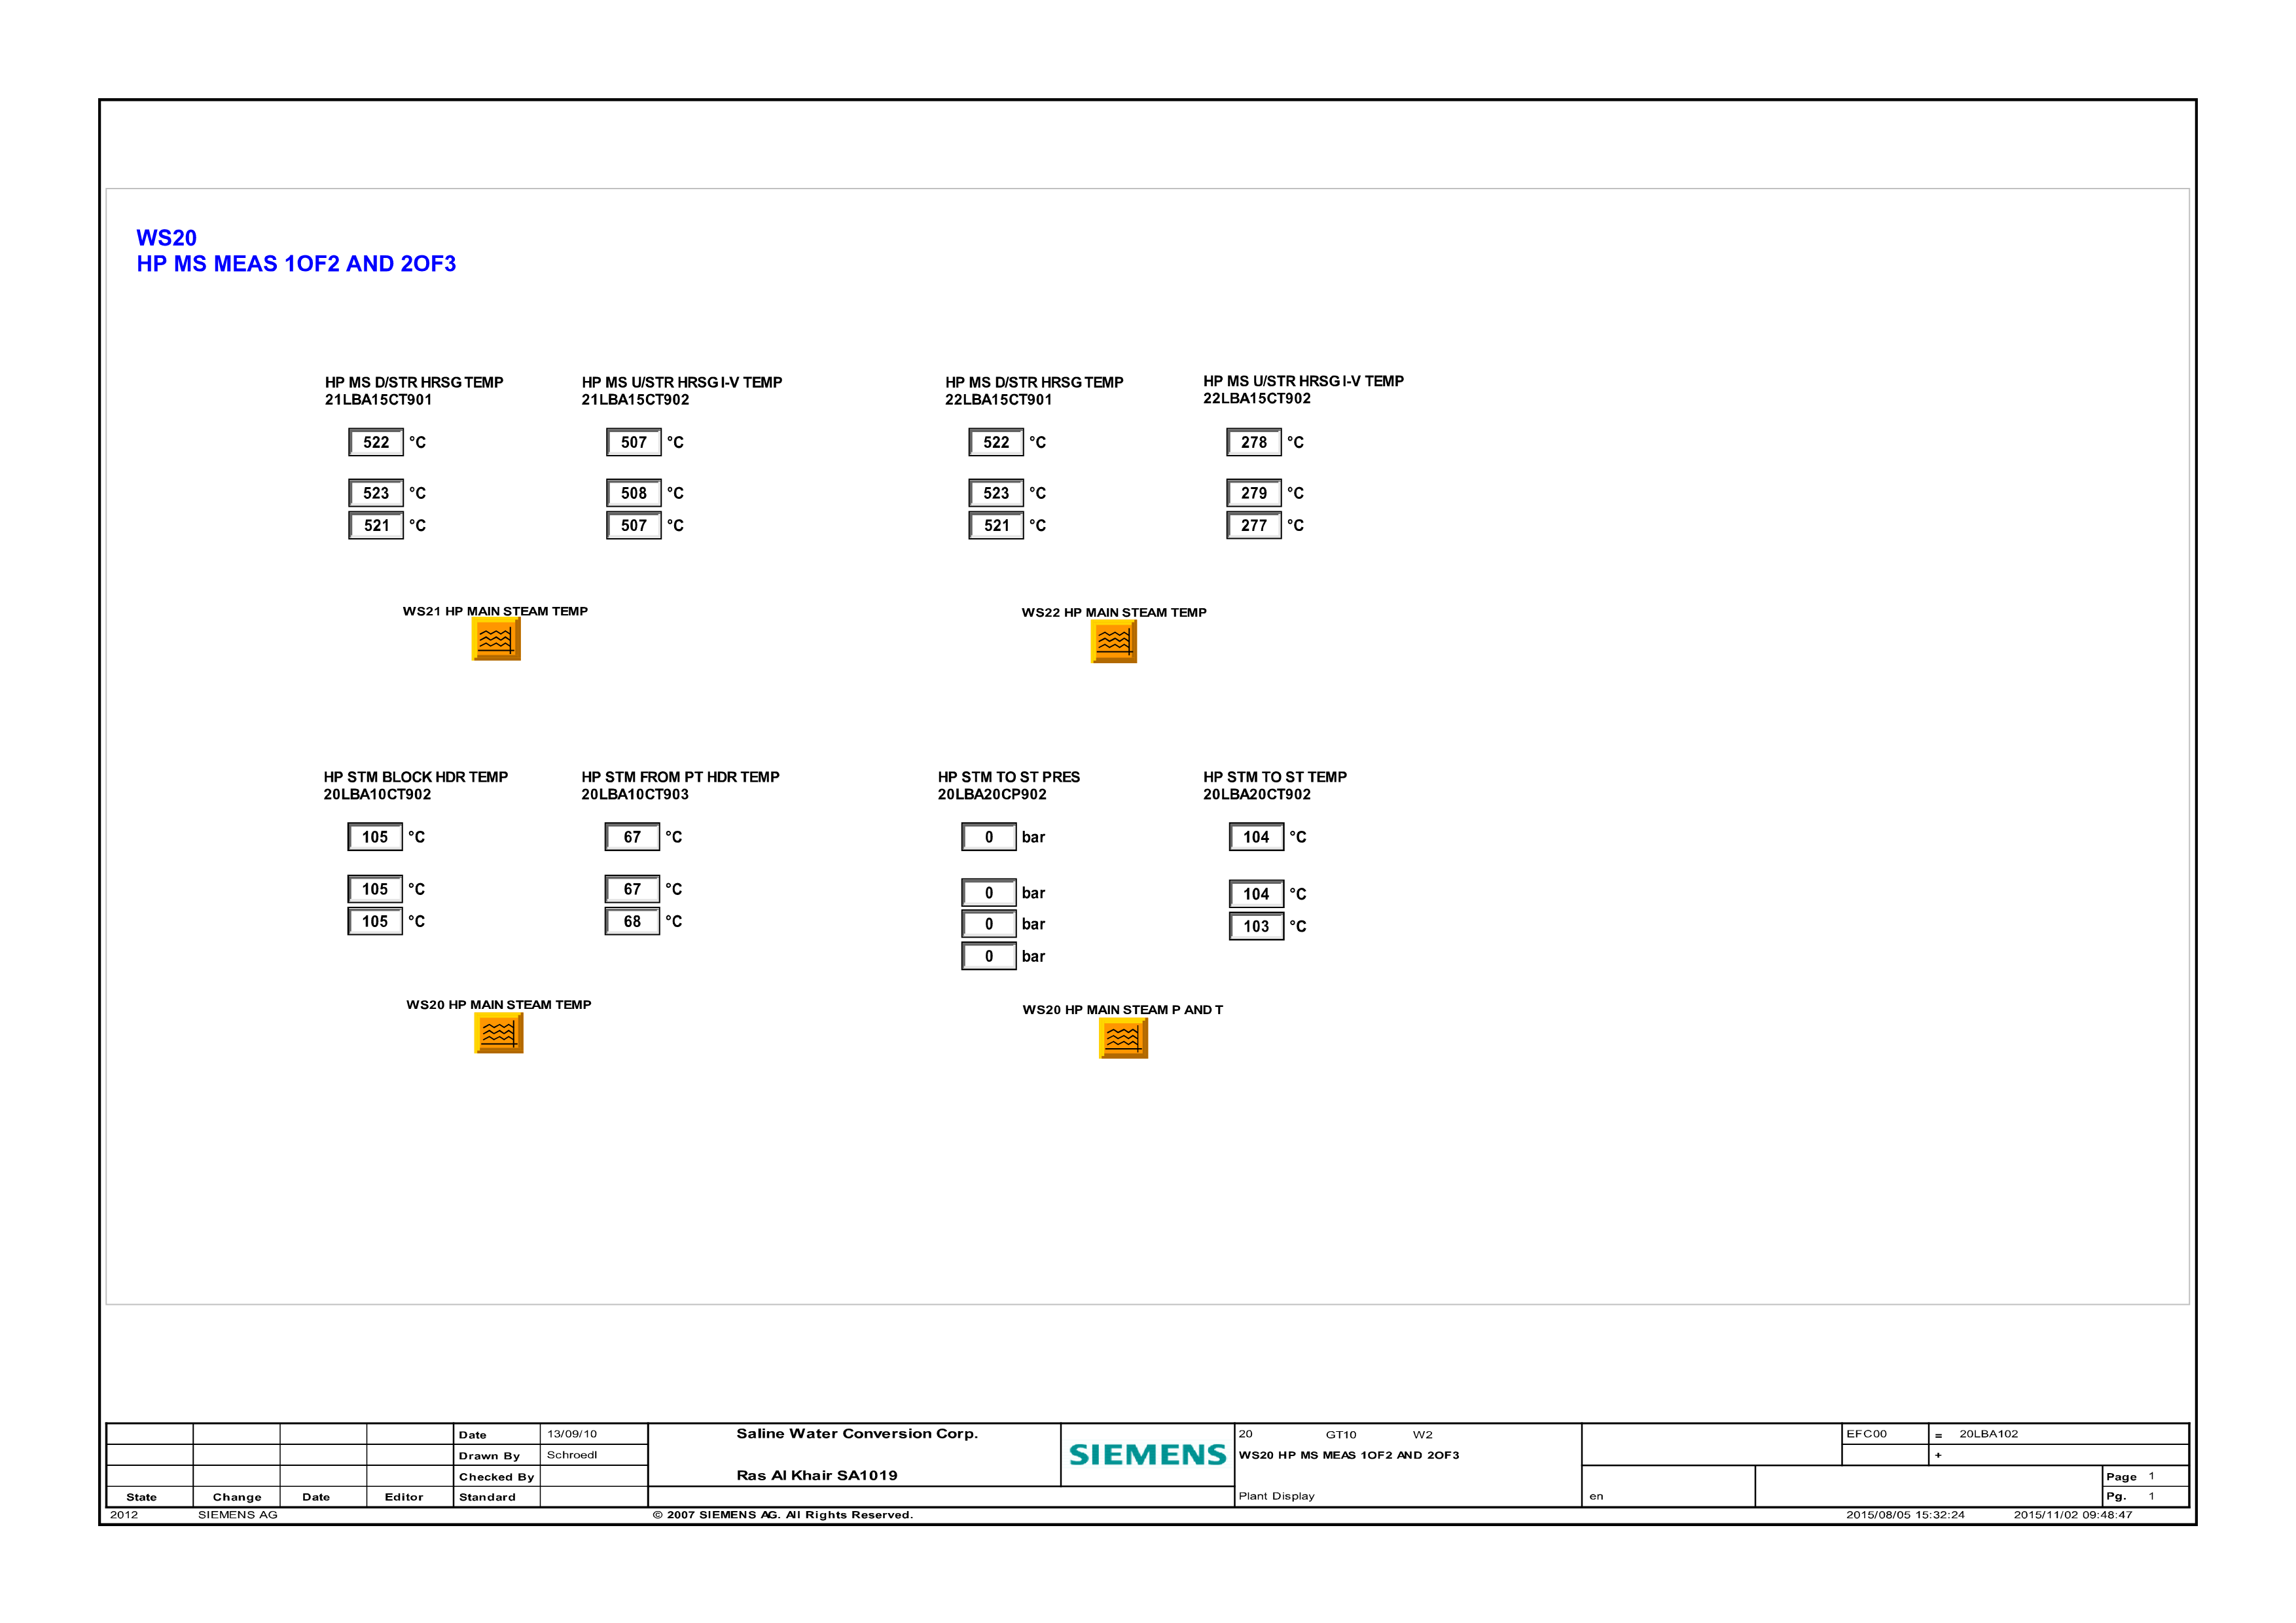 WS20
HP MS MEAS 1OF2 AND 2OF3
HP MS D/STR HRSG TEMP
21LBA15CT901
522 °C
523 °C
521 °C
HP MS U/STR HRSG I-V TEMP
21LBA15CT902
507 °C
508 °C
507 °C
WS21 HP MAIN STEAM TEMP
HP MS D/STR HRSG TEMP
22LBA15CT901
522 °C
523 °C
521 °C
HP MS U/STR HRSG I-V TEMP
22LBA15CT902
278 °C
279 °C
277 °C
WS22 HP MAIN STEAM TEMP
HP STM BLOCK HDR TEMP
20LBA10CT902
105 °C
105 °C
105 °C
HP STM FROM PT HDR TEMP
20LBA10CT903
67 °C
67 °C
68 °C
WS20 HP MAIN STEAM TEMP
HP STM TO ST PRES
20LBA20CP902
0 bar
0 bar
0 bar
0 bar
HP STM TO ST TEMP
20LBA20CT902
104 °C
104 °C
103 °C
WS20 HP MAIN STEAM P AND T
Date 13/09/10
Drawn By Schroedl
Checked By
State Change Date Editor Standard
Saline Water Conversion Corp.
Ras Al Khair SA1019
SIEMENS
20 GT10 W2
WS20 HP MS MEAS 1OF2 AND 2OF3
Plant Display
en
EFC00 = 20LBA102
+
Page 1
Pg. 1
2012 SIEMENS AG © 2007 SIEMENS AG. All Rights Reserved. 2015/08/05 15:32:24 2015/11/02 09:48:47